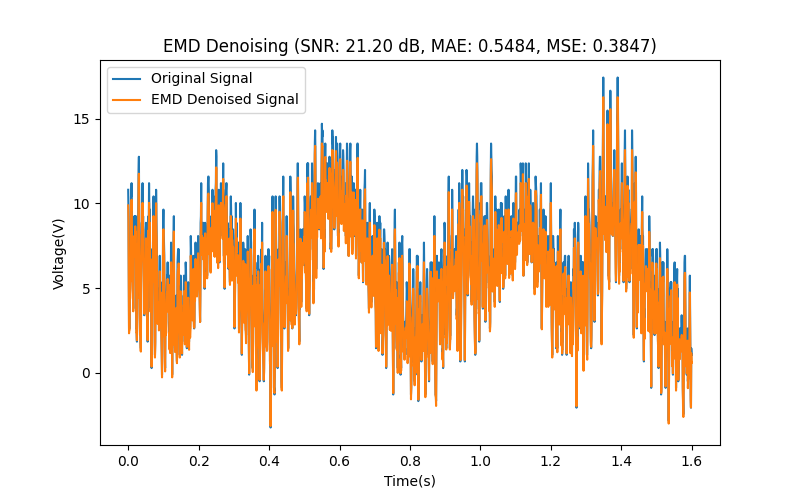 EMD Denoising (SNR: 21.20 dB, MAE: 0.5484, MSE: 0.3847)
Original Signal
EMD Denoised Signal
Voltage(V)
15
10
5
0
0.0 0.2 0.4 0.6 0.8 1.0 1.2 1.4 1.6
Time(s)